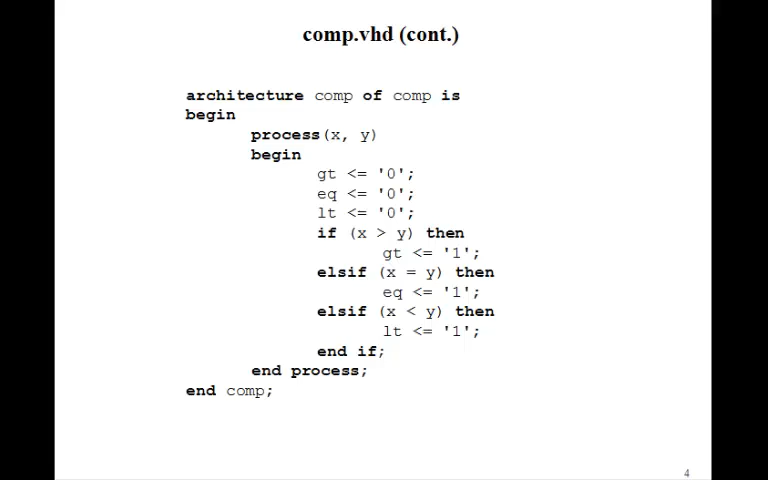 comp.vhd (cont.)
architecture comp of comp is
begin
process(x, y)
begin
gt <= '0';
eq <= '0';
lt <= '0';
if (x > y) then
gt <= '1';
elsif (x = y) then
eq <= '1';
elsif (x < y) then
lt <= '1';
end if;
end process;
end comp;
4